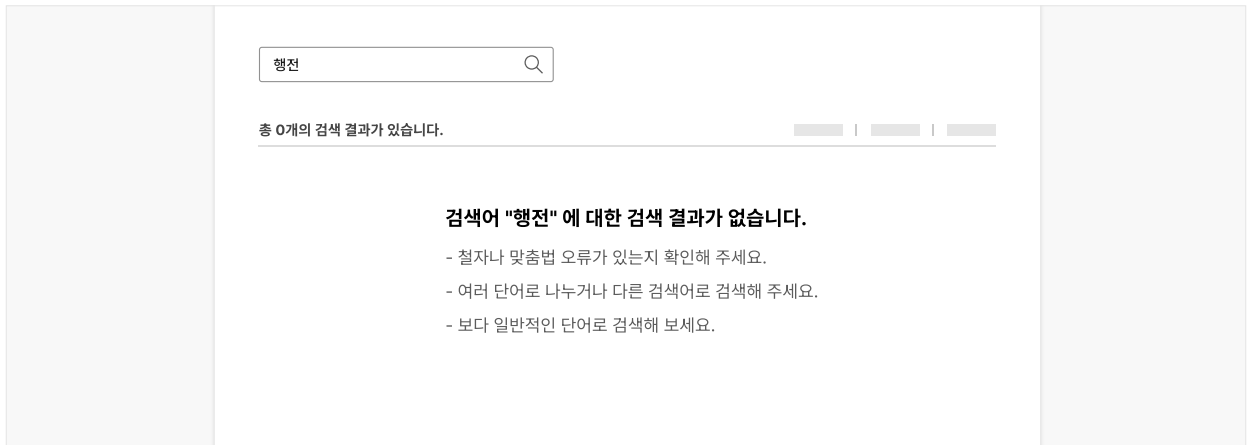 행전
총 0개의 검색 결과가 있습니다.
검색어 "행전" 에 대한 검색 결과가 없습니다.
- 철자나 맞춤법 오류가 있는지 확인해 주세요.
- 여러 단어로 나누거나 다른 검색어로 검색해 주세요.
- 보다 일반적인 단어로 검색해 보세요.